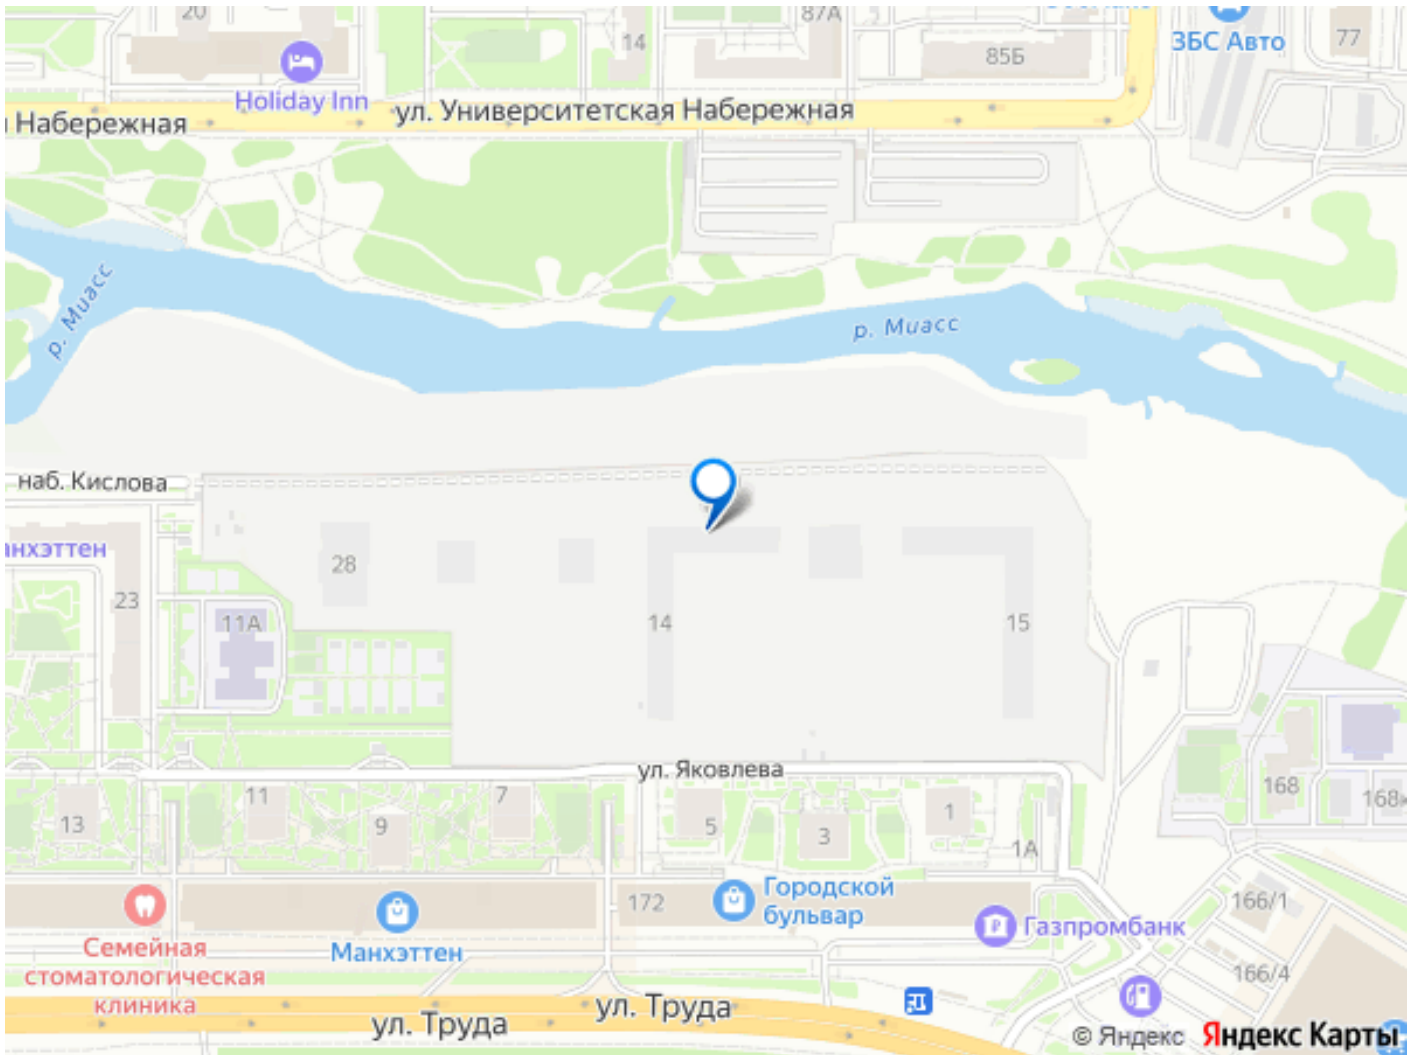 20
14
87А
85Б
ЗБС Авто
77
Holiday Inn
ул. Университетская Набережная
Набережная
р. Миасс
р. Миасс
наб. Кислова
28
23
11А
14
15
ул. Яковлева
13
11
9
7
5
3
1
1А
168
172
Городской
бульвар
Газпромбанк
166/1
166/4
Семейная
стоматологическая
клиника
Манхэттен
ул. Труда
ул. Труда
© Яндекс Яндекс Карты